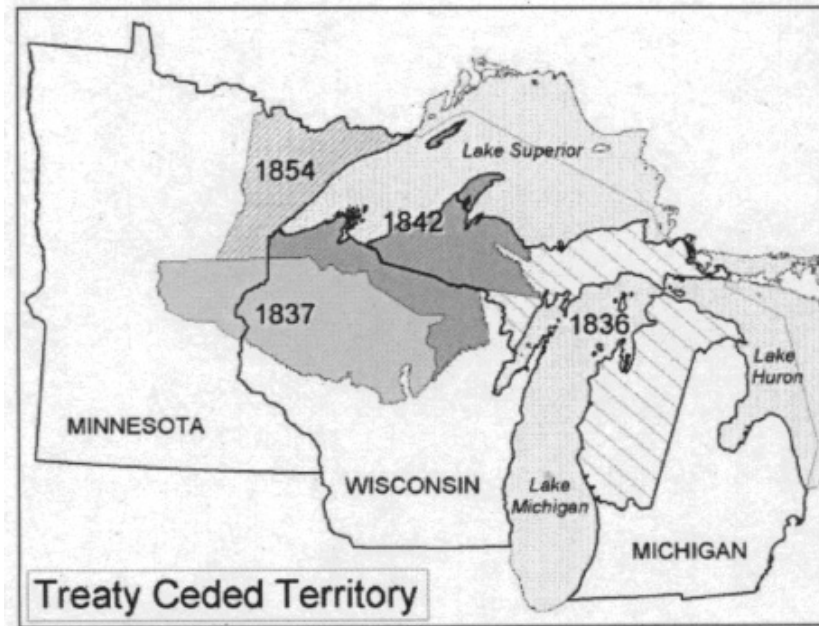 Lake Superior
1854
1842
1837
1836
Lake
Huron
MINNESOTA
WISCONSIN
Lake
Michigan
MICHIGAN
Treaty Ceded Territory